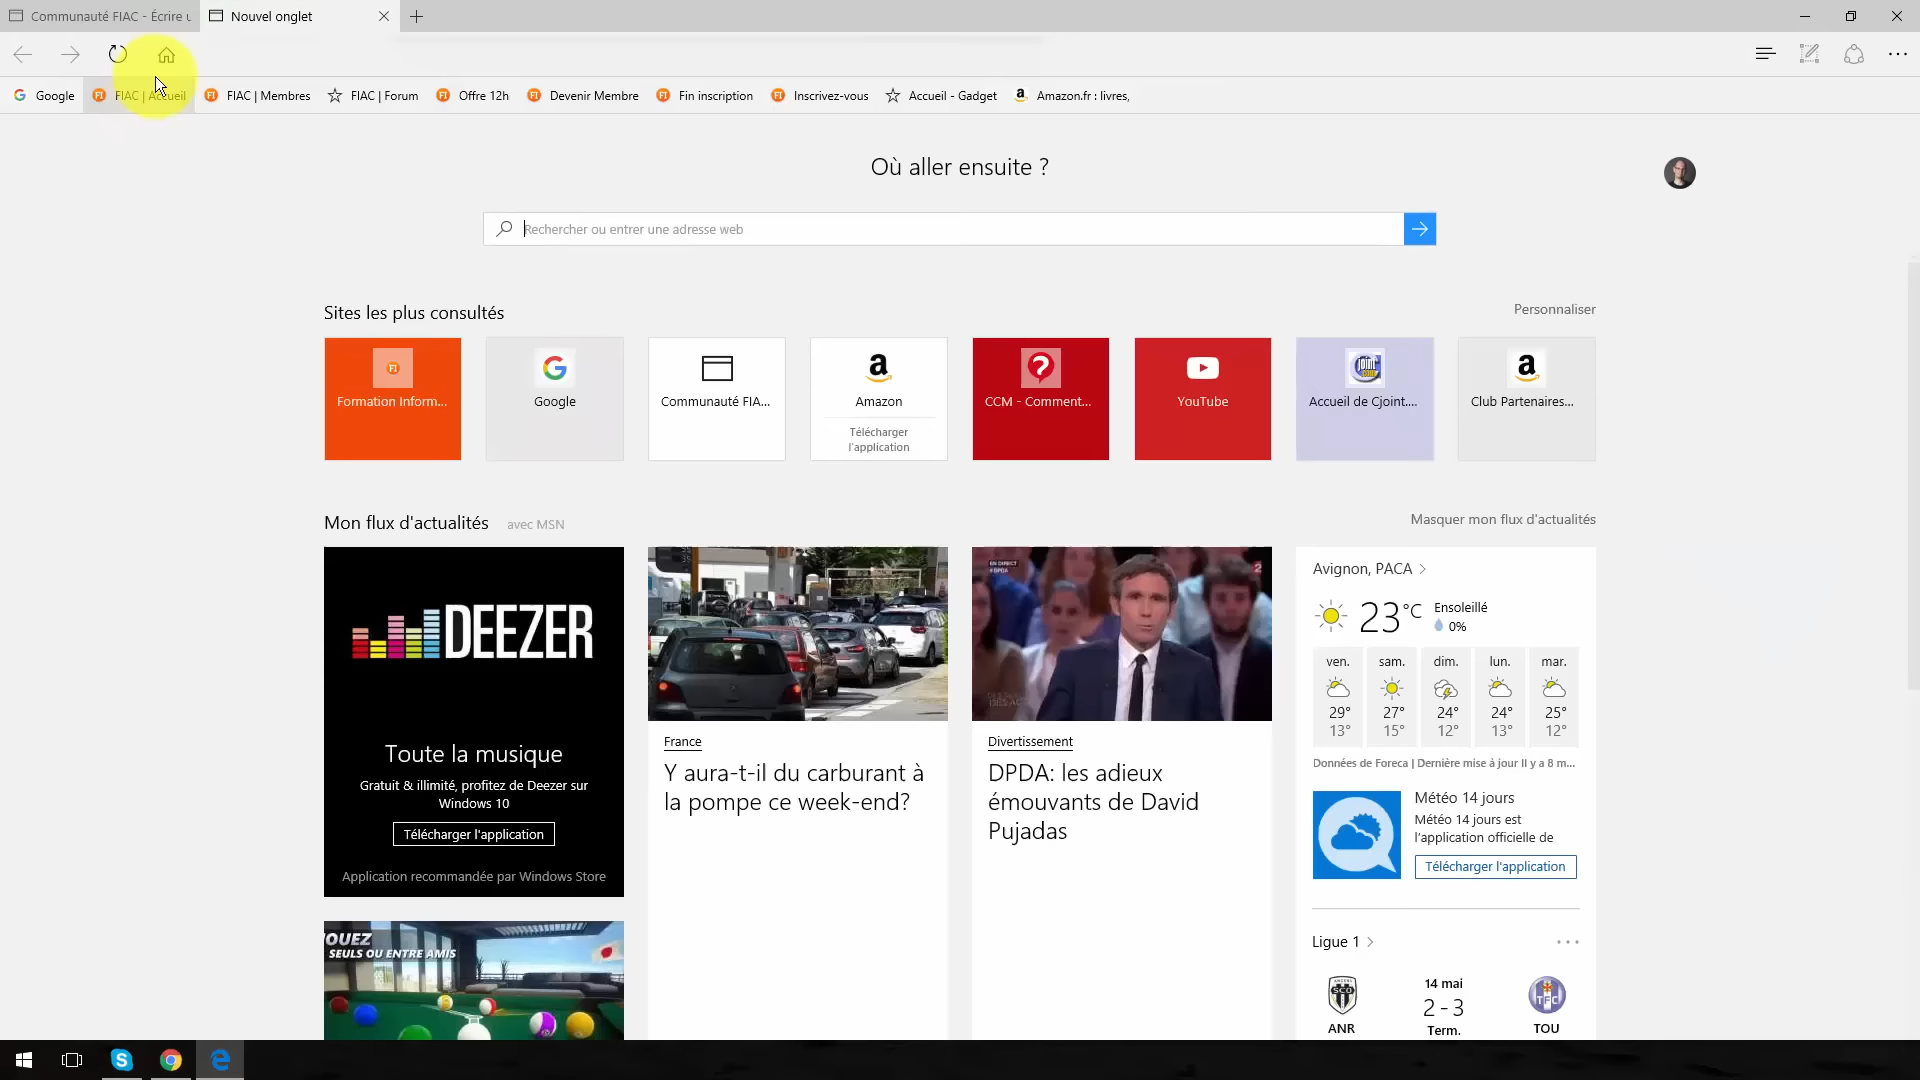 Communauté FIAC - Écrire u
Nouvel onglet
Google
FIAC | Accueil
FIAC | Membres
FIAC | Forum
Offre 12h
Devenir Membre
Fin inscription
Inscrivez-vous
Accueil - Gadget
Amazon.fr : livres,
Où aller ensuite ?
Rechercher ou entrer une adresse web
Sites les plus consultés
Personnaliser
Formation Inform...
Google
Communauté FIA...
Amazon
Télécharger
l'application
CCM - Comment...
YouTube
Accueil de Cjoint....
Club Partenaires...
Mon flux d'actualités avec MSN
Masquer mon flux d'actualités
DEEZER
Toute la musique
Gratuit & illimité, profitez de Deezer sur
Windows 10
Télécharger l'application
Application recommandée par Windows Store
JOUEZ
SEULS OU ENTRE AMIS
France
Y aura-t-il du carburant à
la pompe ce week-end?
EN DIRECT
#DPDA
2
Divertissement
DPDA: les adieux
émouvants de David
Pujadas
Avignon, PACA >
23°C
Ensoleillé
0%
ven. sam. dim. lun. mar.
29° 27° 24° 24° 25°
13° 15° 12° 13° 12°
Données de Foreca | Dernière mise à jour Il y a 8 m...
Météo 14 jours
Météo 14 jours est
l'application officielle de
Télécharger l'application
Ligue 1 >
14 mai
2 - 3
Term.
ANR
TOU